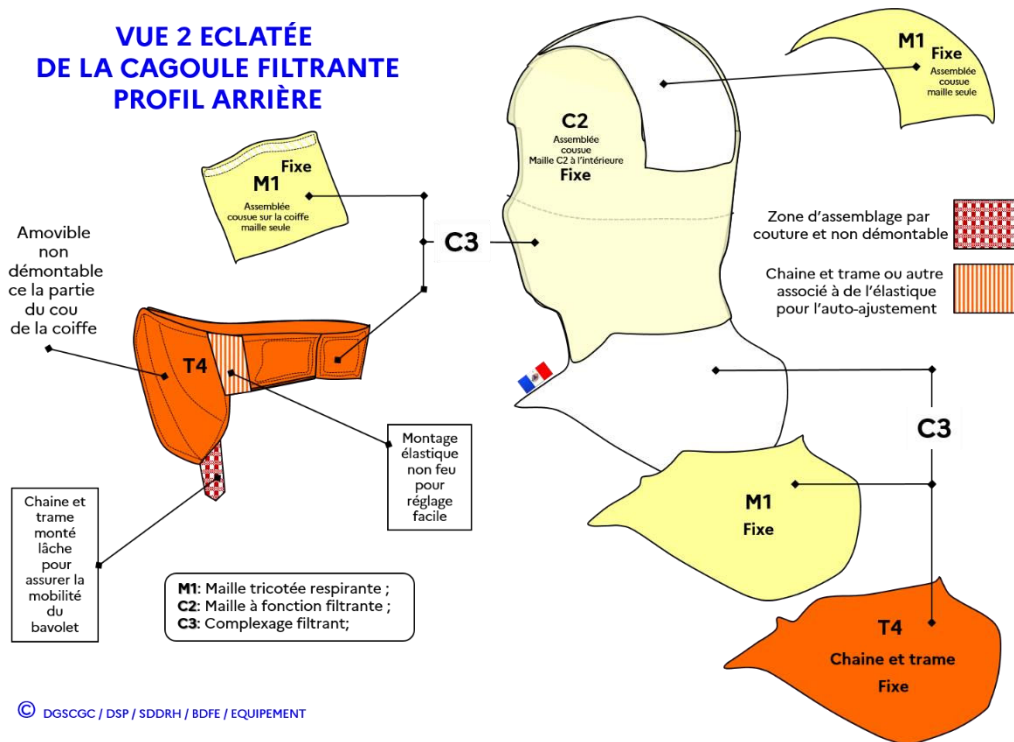 VUE 2 ECLATÉE
DE LA CAGOULE FILTRANTE
PROFIL ARRIÈRE
M1 Fixe
Assemblée
cousue
maille seule
C2
Assemblée
cousue
Maille C2 à l'intérieure
Fixe
Fixe
M1
Assemblée
cousue sur la coiffe
maille seule
C3
Amovible
non
démontable
ce la partie
du cou
de la coiffe
Zone d'assemblage par
couture et non démontable
Chaine et trame ou autre
associé à de l'élastique
pour l'auto-ajustement
T4
C3
Montage
élastique
non feu
pour
réglage
facile
Chaine et
trame
monté
lâche
pour
assurer la
mobilité
du
bavolet
M1
Fixe
M1: Maille tricotée respirante ;
C2: Maille à fonction filtrante ;
C3: Complexage filtrant;
T4
Chaine et trame
Fixe
© DGSCGC / DSP / SDDRH / BDFE / EQUIPEMENT